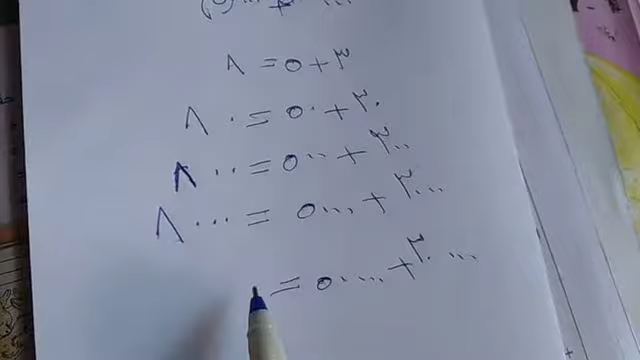 ٣ + ٥ = ٨
٣٠ + ٥٠ = ٨٠
٣٠٠ + ٥٠٠ = ٨٠٠
٣٠٠٠ + ٥٠٠٠ = ٨٠٠٠
٣٠٠٠٠ + ٥٠٠٠٠ =